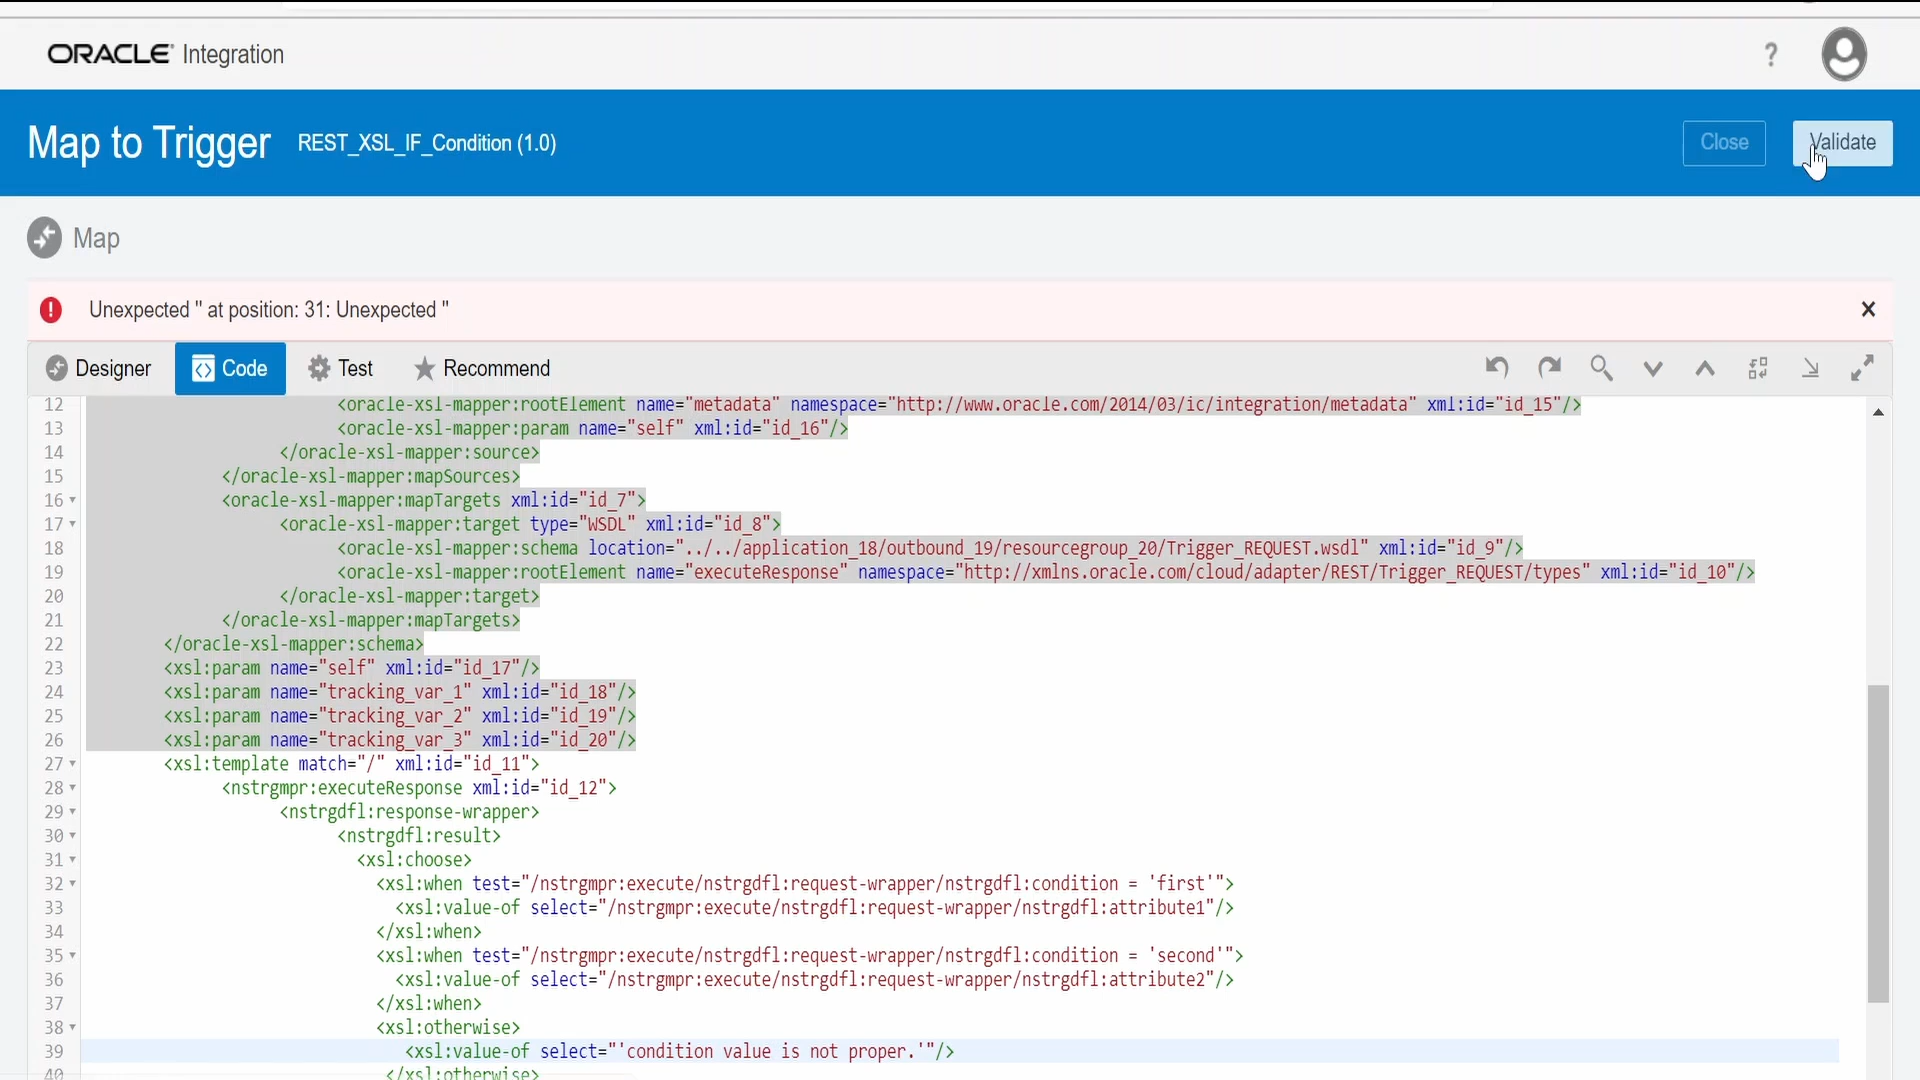 ORACLE Integration
?
Map to Trigger REST_XSL_IF_Condition (1.0)
Close
Validate
Map
! Unexpected " at position: 31: Unexpected "
Designer
Code
Test
Recommend
12 <oracle-xsl-mapper:rootElement name="metadata" namespace="http://www.oracle.com/2014/03/ic/integration/metadata" xml:id="id_15"/>
13 <oracle-xsl-mapper:param name="self" xml:id="id_16"/>
14 </oracle-xsl-mapper:source>
15 </oracle-xsl-mapper:mapSources>
16 <oracle-xsl-mapper:mapTargets xml:id="id_7">
17 <oracle-xsl-mapper:target type="WSDL" xml:id="id_8">
18 <oracle-xsl-mapper:schema location="../../application_18/outbound_19/resourcegroup_20/Trigger_REQUEST.wsdl" xml:id="id_9"/>
19 <oracle-xsl-mapper:rootElement name="executeResponse" namespace="http://xmlns.oracle.com/cloud/adapter/REST/Trigger_REQUEST/types" xml:id="id_10"/>
20 </oracle-xsl-mapper:target>
21 </oracle-xsl-mapper:mapTargets>
22 </oracle-xsl-mapper:schema>
23 <xsl:param name="self" xml:id="id_17"/>
24 <xsl:param name="tracking_var_1" xml:id="id_18"/>
25 <xsl:param name="tracking_var_2" xml:id="id_19"/>
26 <xsl:param name="tracking_var_3" xml:id="id_20"/>
27 <xsl:template match="/" xml:id="id_11">
28 <nstrgmpr:executeResponse xml:id="id_12">
29 <nstrgdfl:response-wrapper>
30 <nstrgdfl:result>
31 <xsl:choose>
32 <xsl:when test="/nstrgmpr:execute/nstrgdfl:request-wrapper/nstrgdfl:condition = 'first'">
33 <xsl:value-of select="/nstrgmpr:execute/nstrgdfl:request-wrapper/nstrgdfl:attribute1"/>
34 </xsl:when>
35 <xsl:when test="/nstrgmpr:execute/nstrgdfl:request-wrapper/nstrgdfl:condition = 'second'">
36 <xsl:value-of select="/nstrgmpr:execute/nstrgdfl:request-wrapper/nstrgdfl:attribute2"/>
37 </xsl:when>
38 <xsl:otherwise>
39 <xsl:value-of select="'condition value is not proper.'"/>
40 </xsl:otherwise>